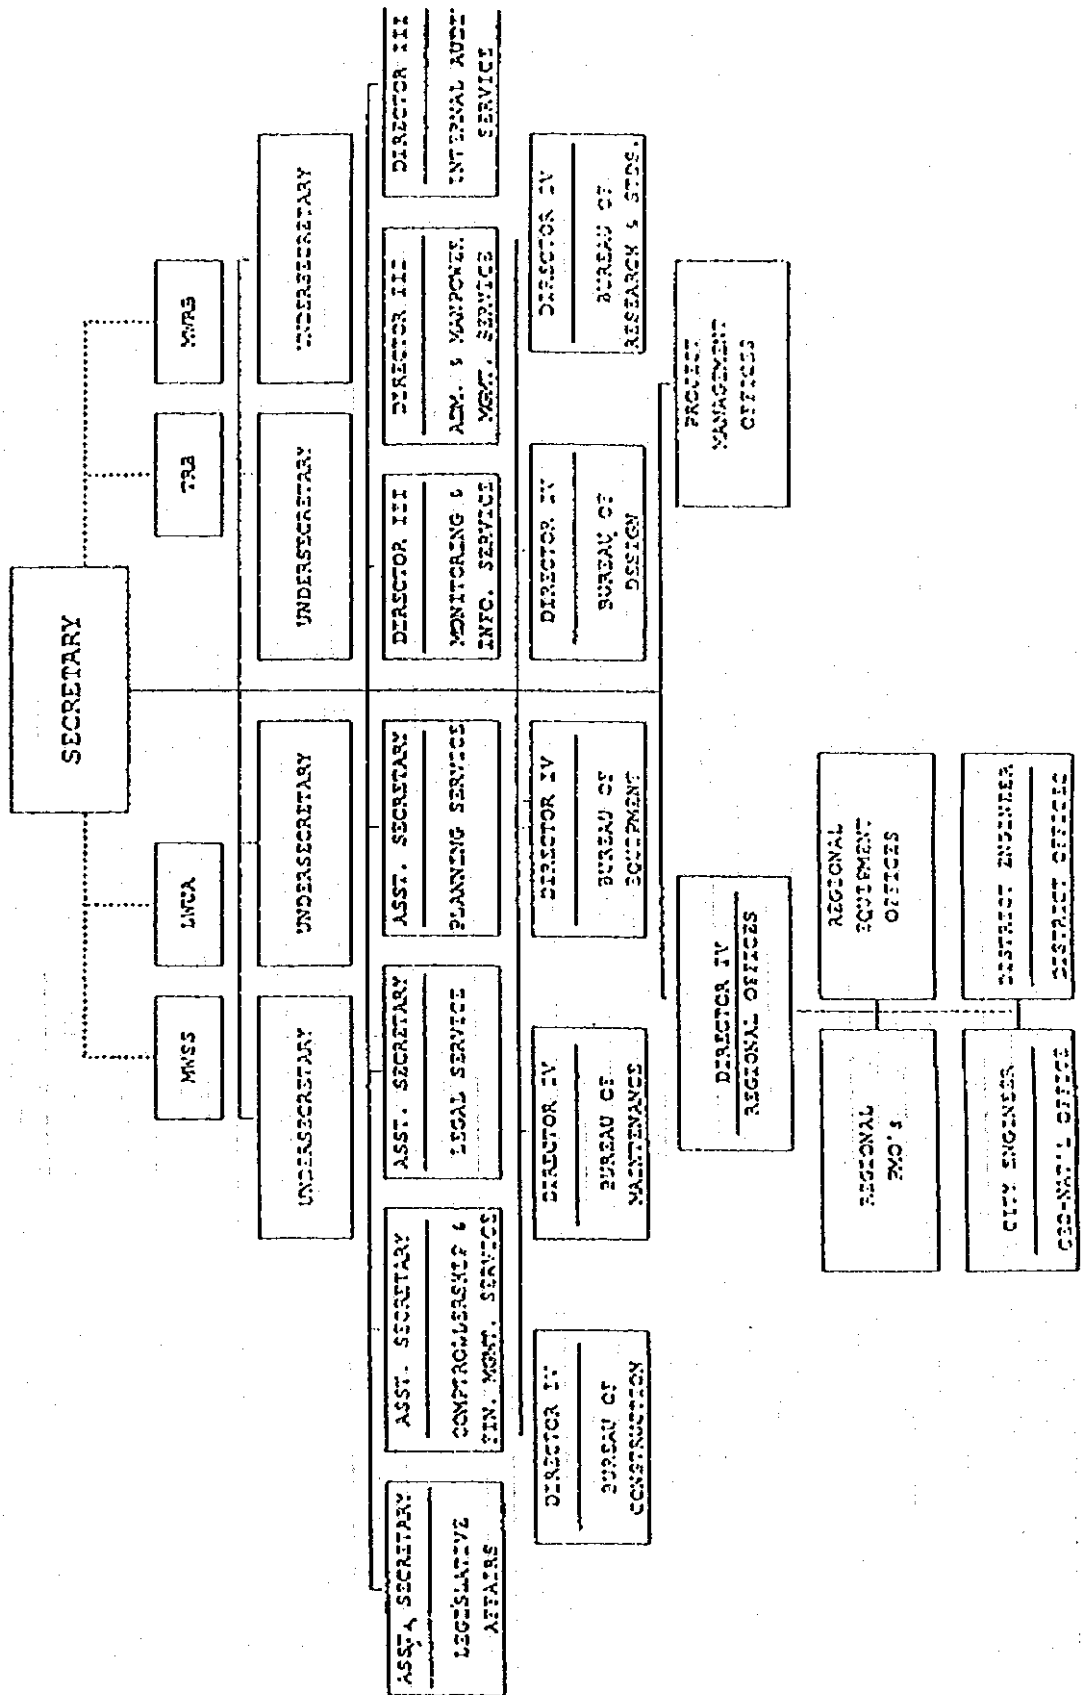 SECRETARY
MWSS
LWUA
TRB
MWRB
UNDERSECRETARY
UNDERSECRETARY
UNDERSECRETARY
UNDERSECRETARY
ASST. SECRETARY
LEGISLATIVE
AFFAIRS
ASST. SECRETARY
COMPTROLLERSHIP &
FIN. MGMT. SERVICE
ASST. SECRETARY
LEGAL SERVICE
ASST. SECRETARY
PLANNING SERVICE
DIRECTOR III
MONITORING &
INFO. SERVICE
DIRECTOR III
ADM. & MANPOWER
MGMT. SERVICE
DIRECTOR III
INTERNAL AUDIT
SERVICE
DIRECTOR IV
BUREAU OF
CONSTRUCTION
DIRECTOR IV
BUREAU OF
MAINTENANCE
DIRECTOR IV
BUREAU OF
EQUIPMENT
DIRECTOR IV
BUREAU OF
DESIGN
DIRECTOR IV
BUREAU OF
RESEARCH & STDS.
DIRECTOR IV
REGIONAL OFFICES
PROJECT
MANAGEMENT
OFFICES
REGIONAL
PMO'S
REGIONAL
EQUIPMENT
OFFICES
CITY ENGINEER
CEO-NAT'L OFFICE
DISTRICT ENGINEER
DISTRICT OFFICES